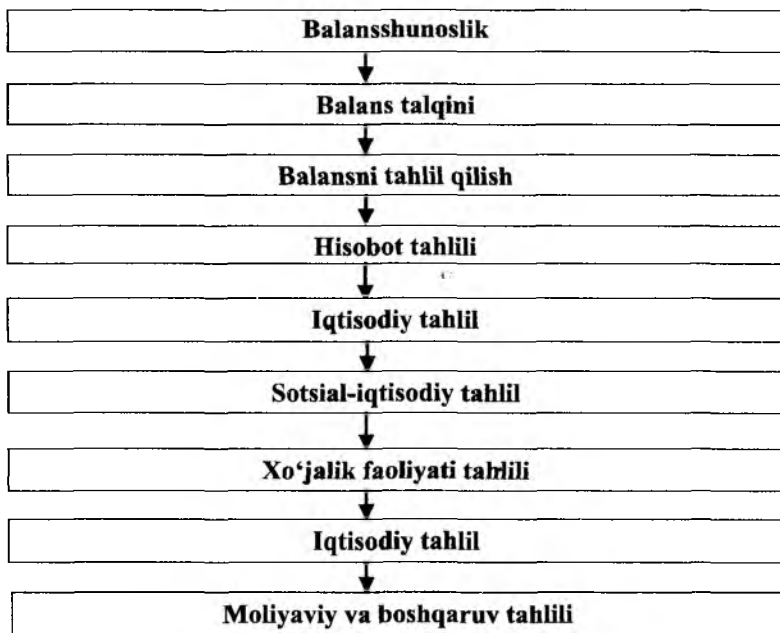 Balansshunoslik
Balans talqini
Balansni tahlil qilish
Hisobot tahlili
Iqtisodiy tahlil
Sotsial-iqtisodiy tahlil
Xo‘jalik faoliyati tahlili
Iqtisodiy tahlil
Moliyaviy va boshqaruv tahlili